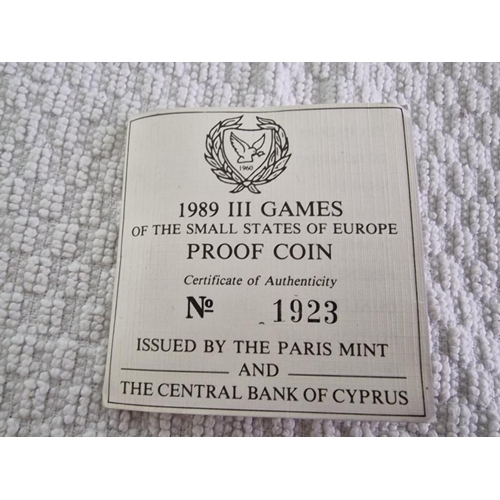 1960
1989 III GAMES
OF THE SMALL STATES OF EUROPE
PROOF COIN
Certificate of Authenticity
№ 1923
ISSUED BY THE PARIS MINT
AND
THE CENTRAL BANK OF CYPRUS